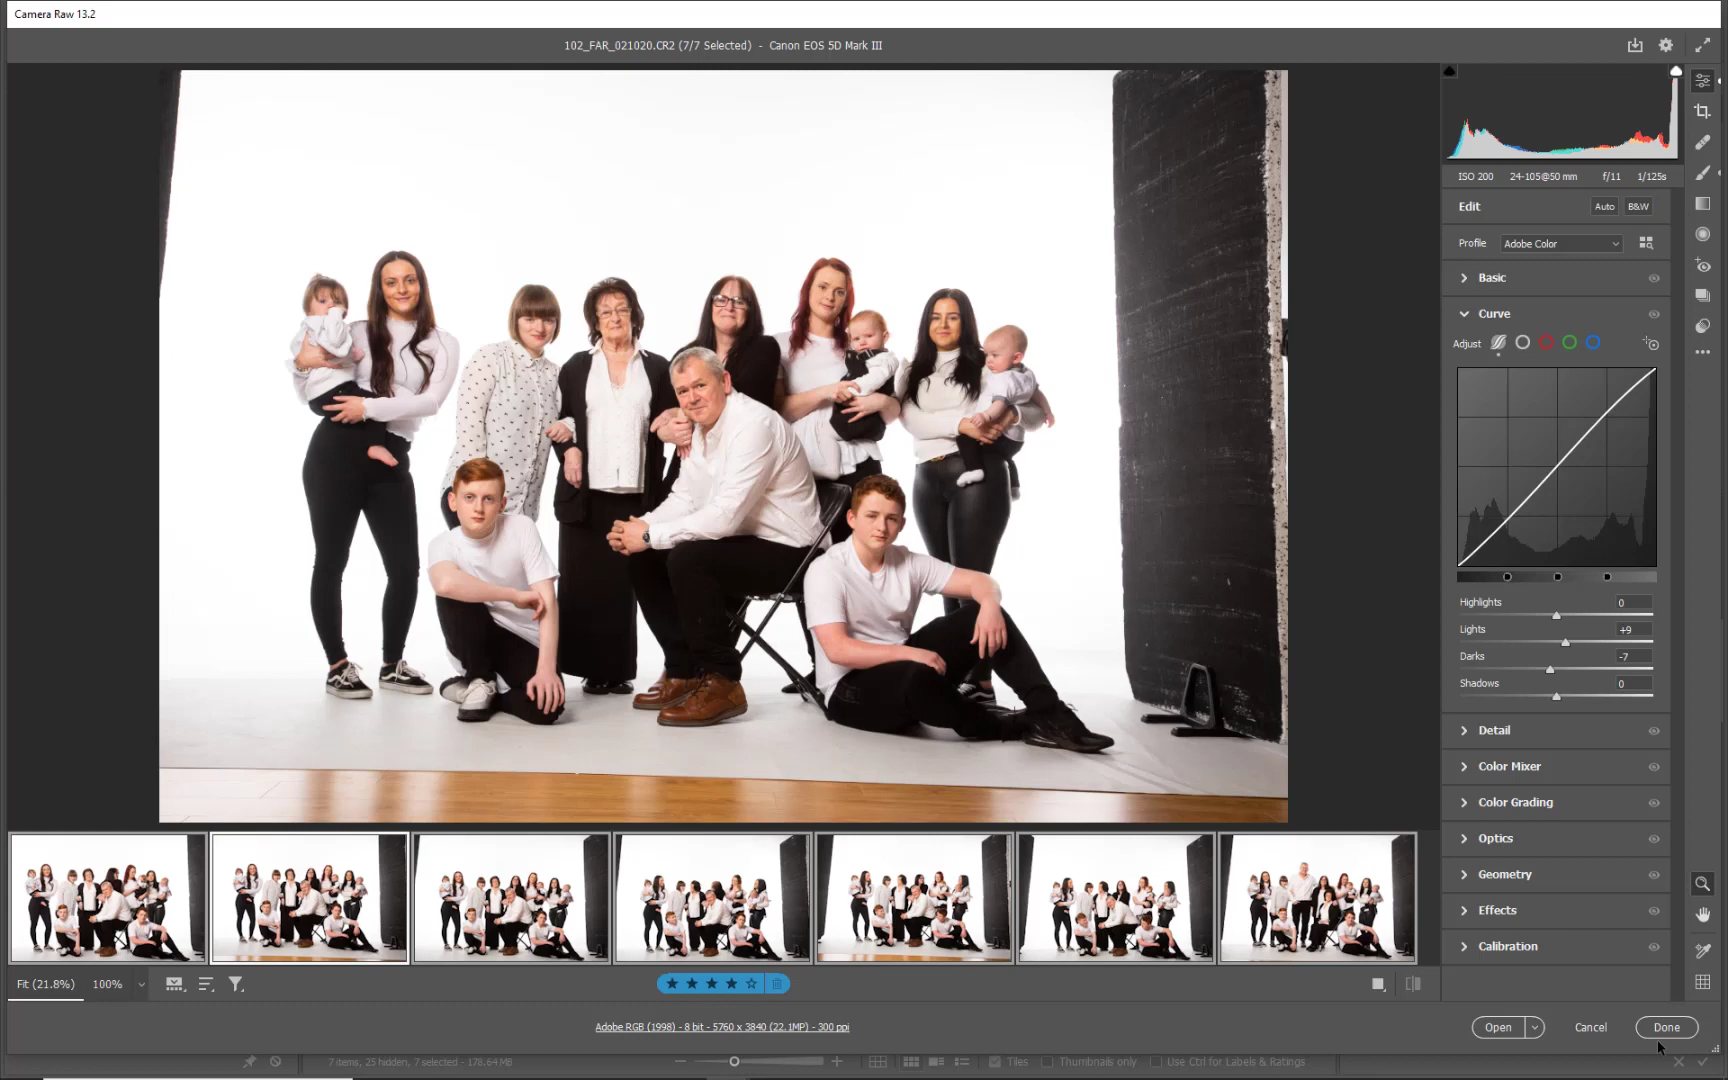 Camera Raw 13.2
102_FAR_021020.CR2 (7/7 Selected) - Canon EOS 5D Mark III
ISO 200 24-105@50 mm f/11 1/125s
Edit Auto B&W
Profile Adobe Color
Basic
Curve
Adjust
Highlights 0
Lights +9
Darks -7
Shadows 0
Detail
Color Mixer
Color Grading
Optics
Geometry
Effects
Calibration
Fit (21.8%) 100%
Adobe RGB (1998) - 8 bit - 5760 x 3840 (22.1MP) - 300 ppi
Open Cancel Done
7 items, 25 hidden, 7 selected - 178.64 MB Tiles Thumbnails only Use Ctrl for Labels & Ratings